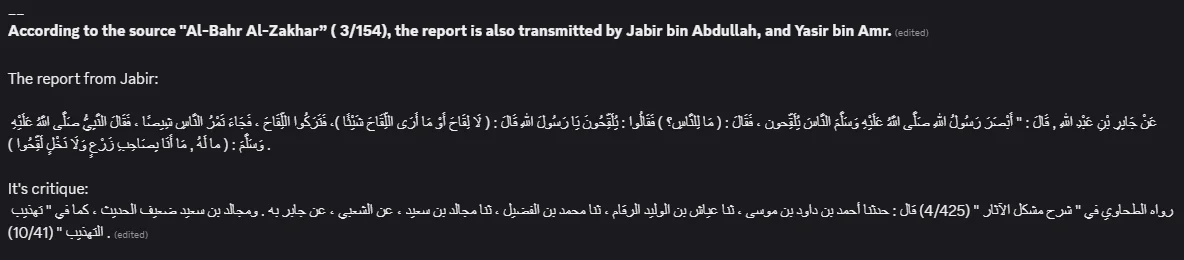 __
According to the source "Al-Bahr Al-Zakhar” ( 3/154), the report is also transmitted by Jabir bin Abdullah, and Yasir bin Amr. (edited)
The report from Jabir:
عَنْ جَابِرِ بْنِ عَبْدِ اللهِ , قَالَ : " أَبْصَرَ رَسُولُ اللهِ صَلَّى اللهُ عَلَيْهِ وَسَلَّمَ النَّاسَ يُلَقِّحُونَ ، فَقَالَ : ( مَا لِلنَّاسِ؟ ) فَقَالُوا : يُلَقِّحُونَ يَا رَسُولَ اللهِ قَالَ : ( لَا لِقَاحَ أَوْ مَا أَرَى اللِّقَاحَ شَيْئًا )، فَتَرَكُوا اللِّقَاحَ ، فَجَاءَ تَمْرُ النَّاسِ شِيصًا ، فَقَالَ النَّبِيُّ صَلَّى اللهُ عَلَيْهِ
وَسَلَّمَ : ( ما لَهُ , مَا أَنَا بِصَاحِبِ زَرْعٍ وَلَا نَخْلٍ لَقِّحُوا ) .
It's critique:
رواه الطحاوي في " شرح مشكل الآثار " (4/425) قال : حدثنا أحمد بن داود بن موسى ، ثنا عياش بن الوليد الرقام ، ثنا محمد بن الفضيل ، ثنا مجالد بن سعيد ، عن الشعبي ، عن جابر به . ومجالد بن سعيد ضعيف الحديث ، كما في " تهذيب
التهذيب " (10/41) . (edited)